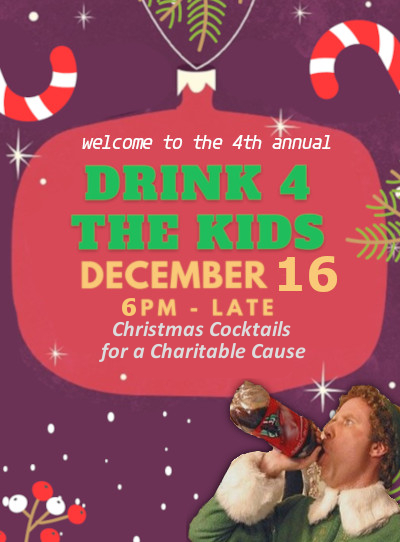 welcome to the 4th annual
DRINK 4
THE KIDS
DECEMBER 16
6PM - LATE
Christmas Cocktails
for a Charitable Cause